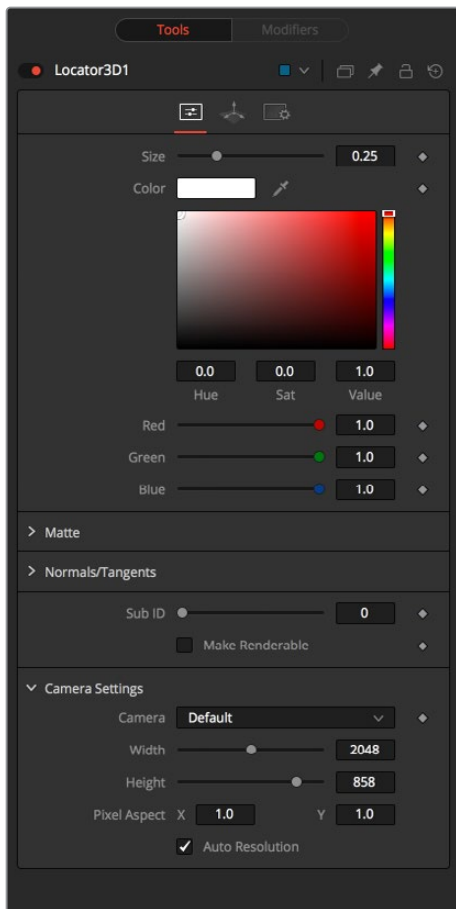 Tools Modifiers
Locator3D1
Size 0.25
Color
0.0 0.0 1.0
Hue Sat Value
Red 1.0
Green 1.0
Blue 1.0
Matte
Normals/Tangents
Sub ID 0
Make Renderable
Camera Settings
Camera Default
Width 2048
Height 858
Pixel Aspect X 1.0 Y 1.0
Auto Resolution